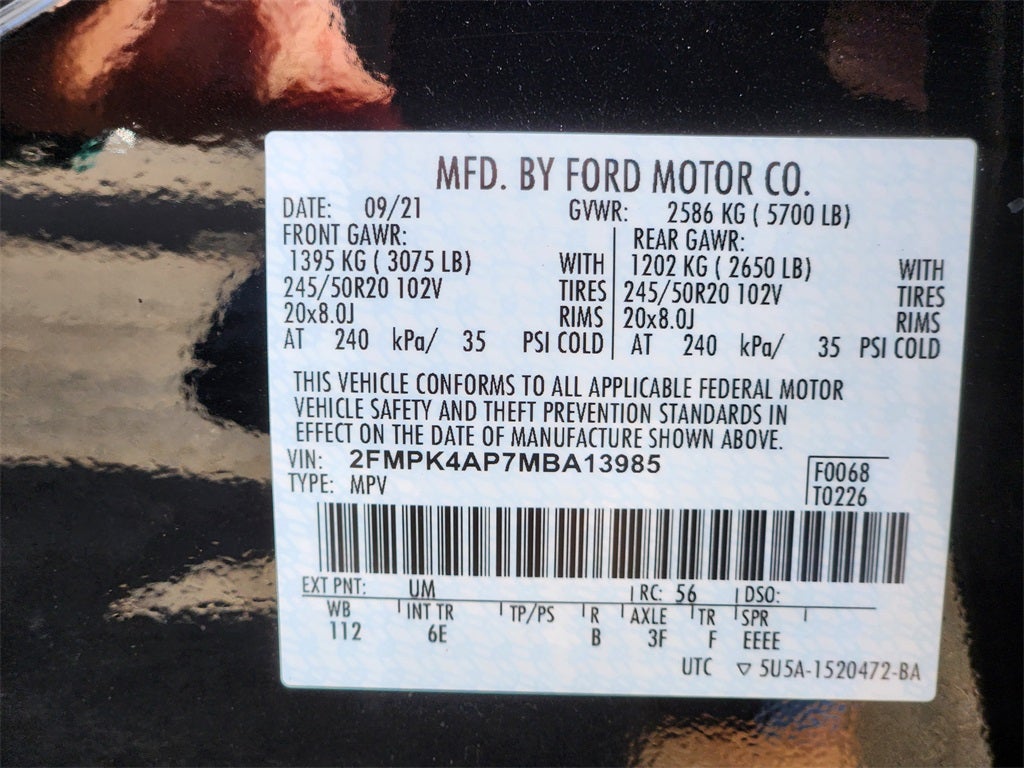 MFD. BY FORD MOTOR CO.
DATE: 09/21 GVWR: 2586 KG ( 5700 LB)
FRONT GAWR: REAR GAWR:
1395 KG ( 3075 LB) WITH 1202 KG ( 2650 LB) WITH
245/50R20 102V TIRES 245/50R20 102V TIRES
20x8.0J RIMS 20x8.0J RIMS
AT 240 kPa/ 35 PSI COLD AT 240 kPa/ 35 PSI COLD
THIS VEHICLE CONFORMS TO ALL APPLICABLE FEDERAL MOTOR
VEHICLE SAFETY AND THEFT PREVENTION STANDARDS IN
EFFECT ON THE DATE OF MANUFACTURE SHOWN ABOVE.
VIN: 2FMPK4AP7MBA13985 F0068
TYPE: MPV T0226
EXT PNT: UM RC: 56 DSO:
WB INT TR TP/PS R AXLE TR SPR
112 6E B 3F F EEEE
UTC ▽ 5U5A-1520472-BA